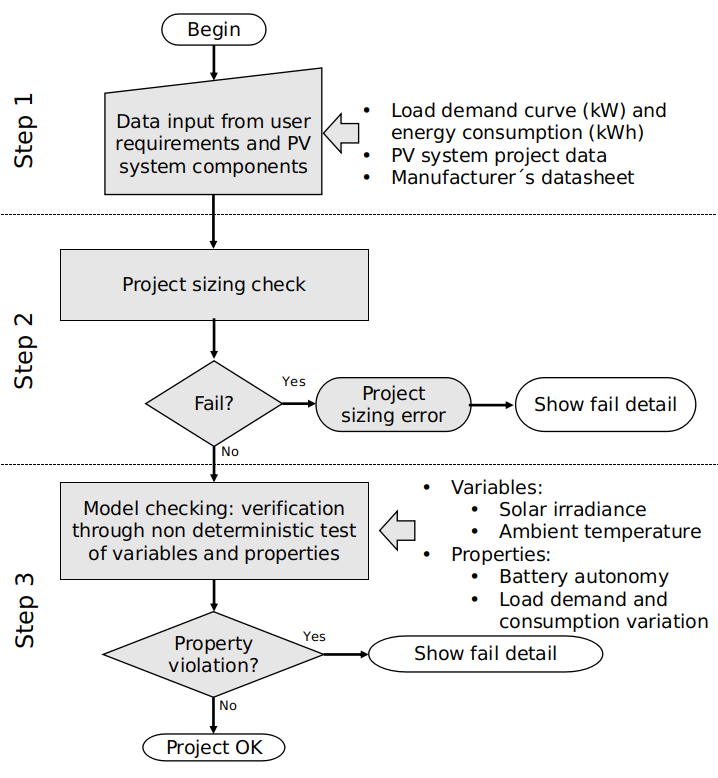 Begin
Step 1
Data input from user
requirements and PV
system components
• Load demand curve (kW) and
energy consumption (kWh)
• PV system project data
• Manufacturer´s datasheet
Step 2
Project sizing check
Fail?
Yes
Project
sizing error
Show fail detail
No
Step 3
Model checking: verification
through non deterministic test
of variables and properties
• Variables:
• Solar irradiance
• Ambient temperature
• Properties:
• Battery autonomy
• Load demand and
consumption variation
Property
violation?
Yes
Show fail detail
No
Project OK